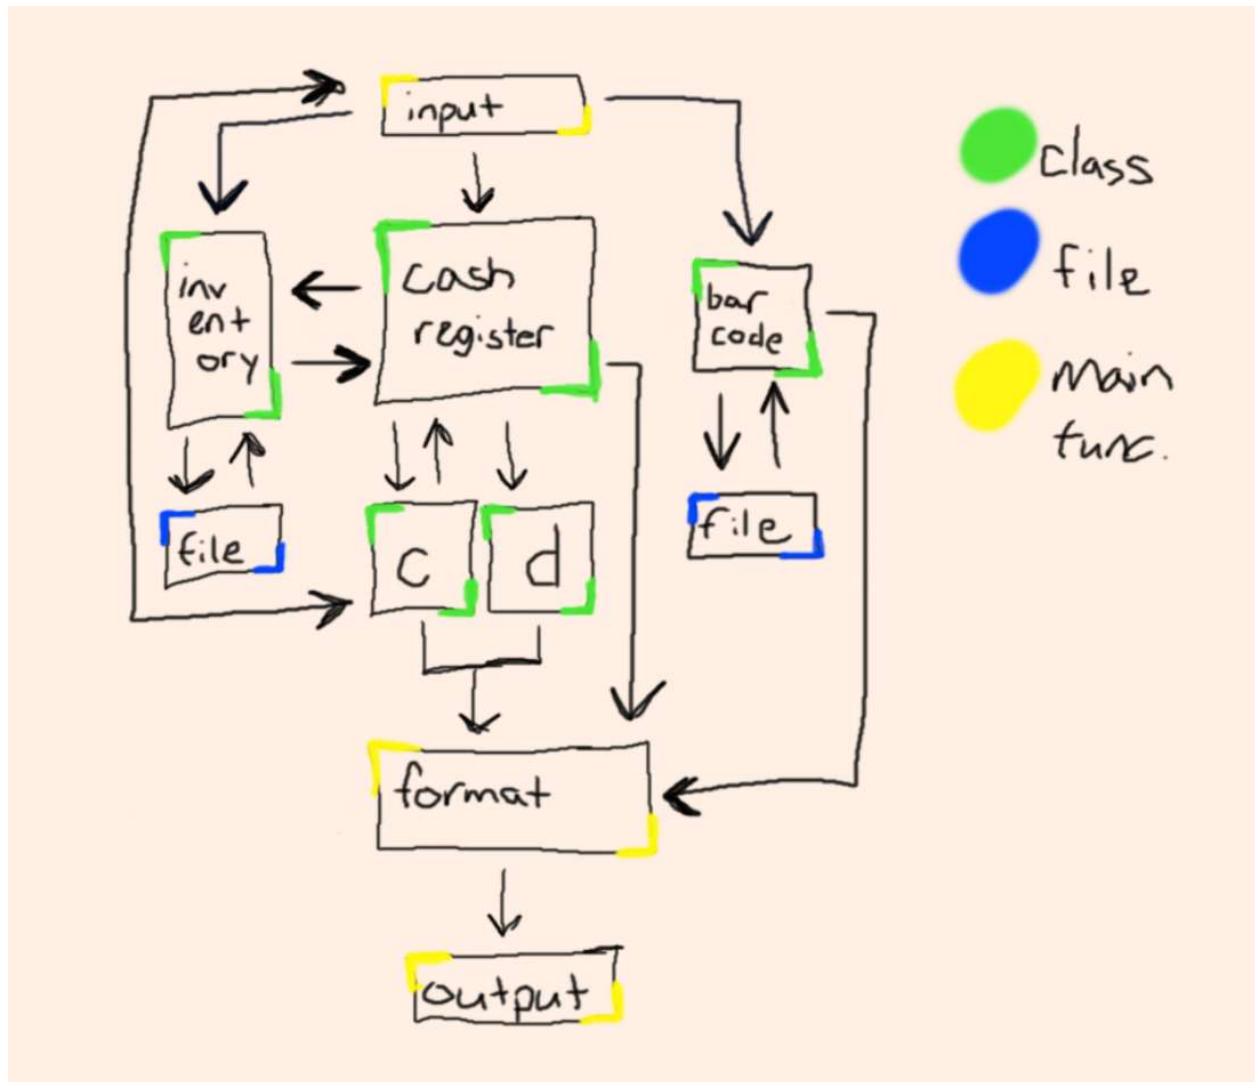 input
inv
ent
ory
cash
register
bar
code
file
c
d
file
format
output
class
file
main
func.